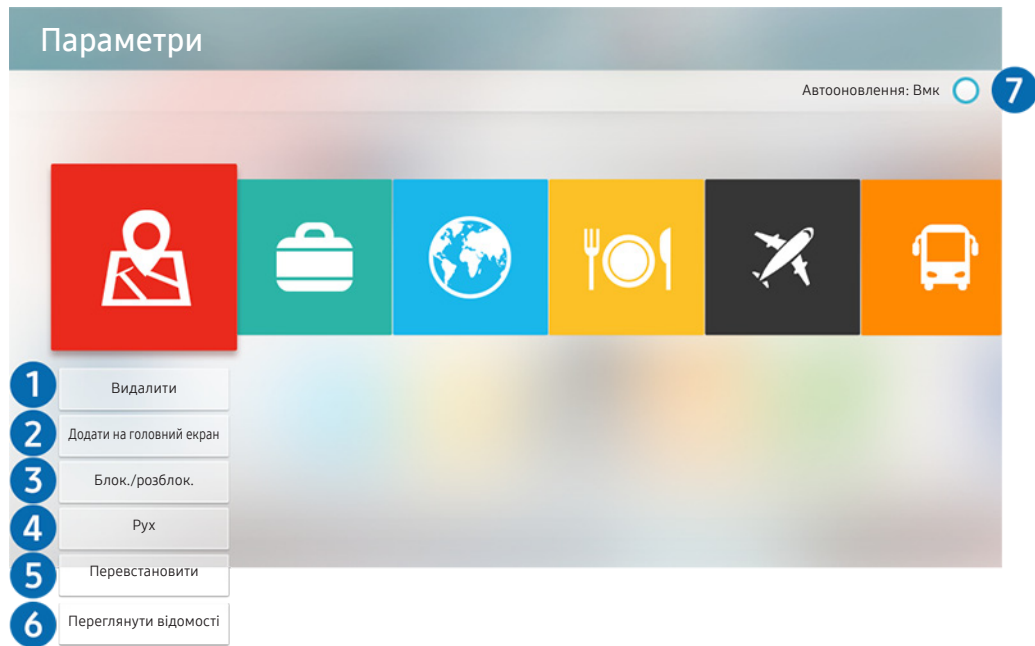 Параметри
Автооновлення: Вмк
7
1
Видалити
2
Додати на головний екран
3
Блок./розблок.
4
Рух
5
Перевстановити
6
Переглянути відомості